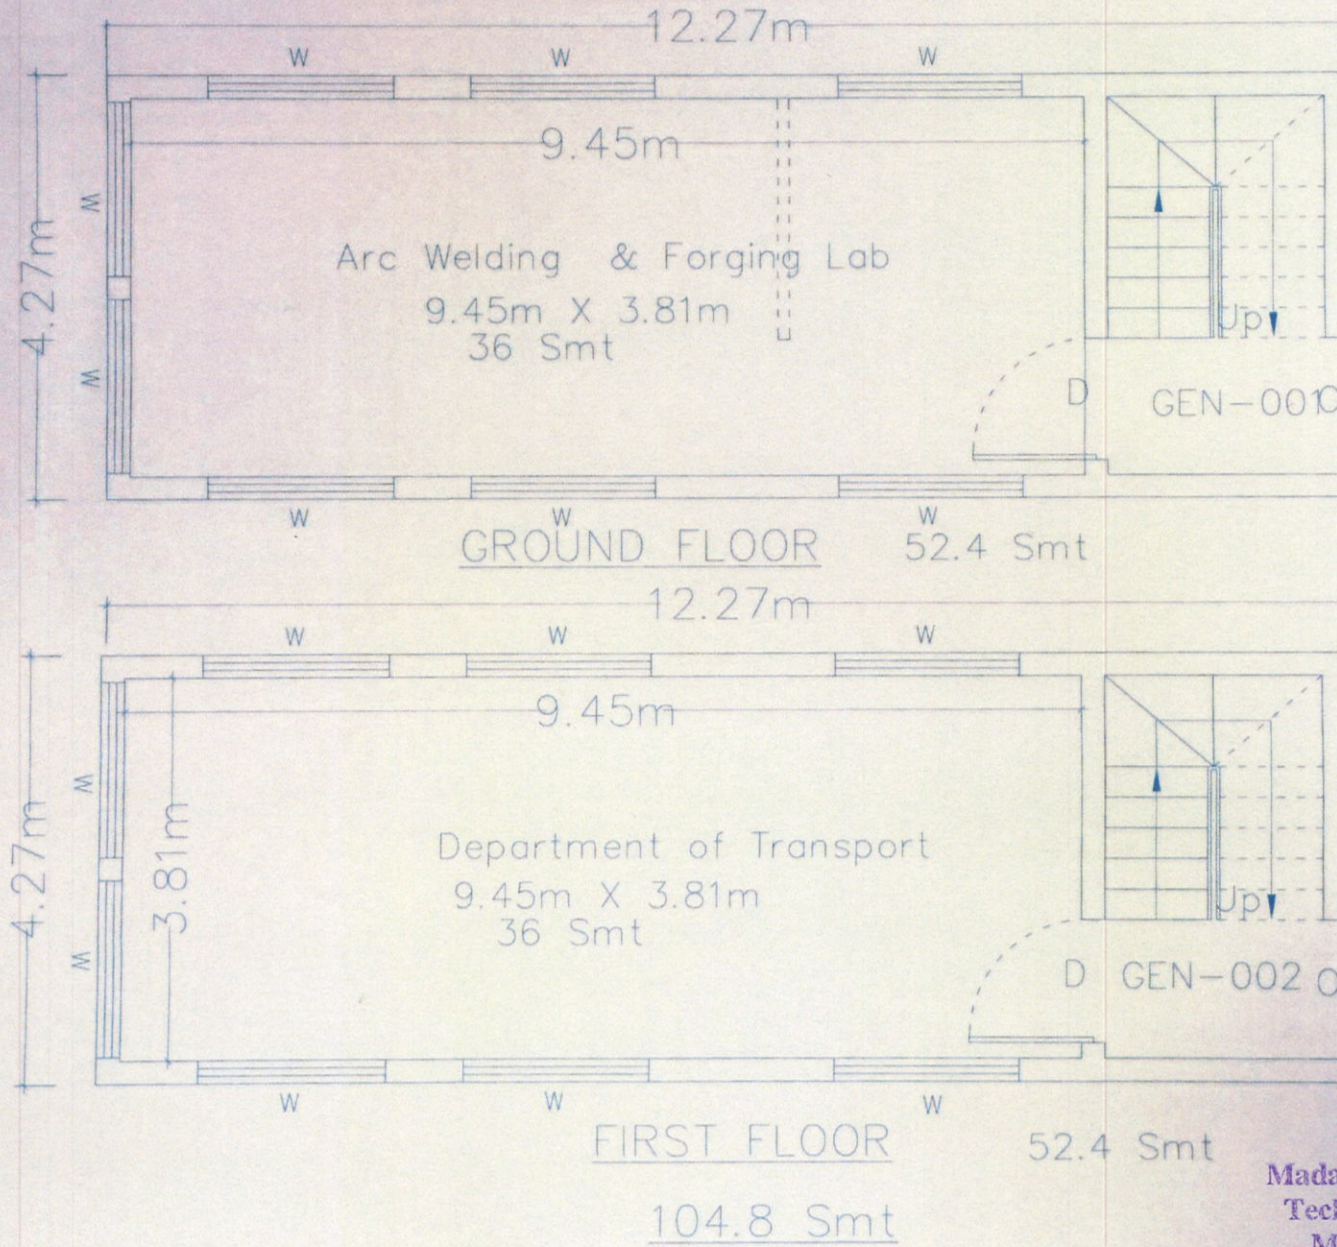 12.27m
W W W
9.45m
W
4.27m
Arc Welding & Forging Lab
9.45m X 3.81m
36 Smt
Up
W
D
GEN-001
W W W
GROUND FLOOR 52.4 Smt
12.27m
W W W
9.45m
W
4.27m
3.81m
Department of Transport
9.45m X 3.81m
36 Smt
Up
W
D GEN-002
W W W
FIRST FLOOR 52.4 Smt
104.8 Smt